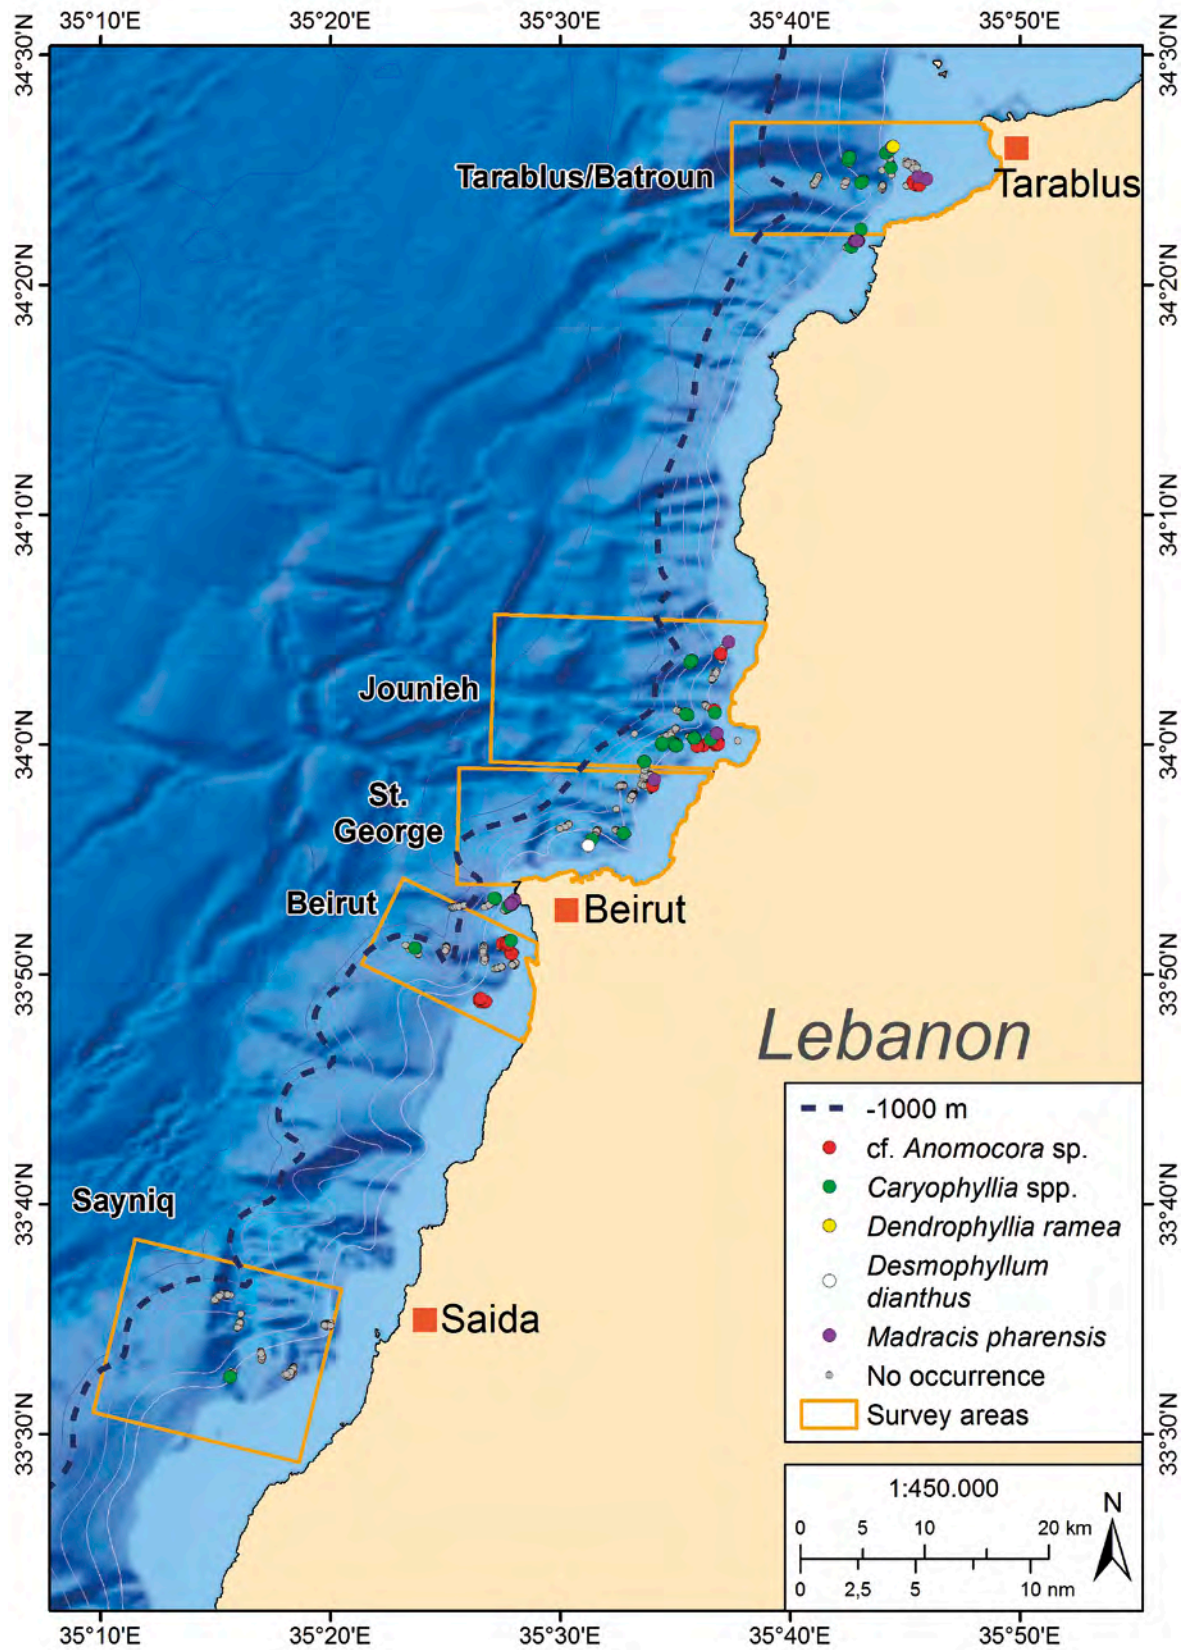 35°10'E
35°20'E
35°30'E
35°40'E
35°50'E
34°30'N
34°30'N
Tarablus/Batroun
Tarablus
34°20'N
34°20'N
34°10'N
34°10'N
Jounieh
34°0'N
34°0'N
St.
George
Beirut
Beirut
33°50'N
33°50'N
Lebanon
-1000 m
cf. Anomocora sp.
Caryophyllia spp.
Dendrophyllia ramea
Desmophyllum
dianthus
Madracis pharensis
No occurrence
Survey areas
33°40'N
33°40'N
Sayniq
Saida
33°30'N
33°30'N
1:450.000
N
0 5 10 20 km
0 2,5 5 10 nm
35°10'E
35°20'E
35°30'E
35°40'E
35°50'E